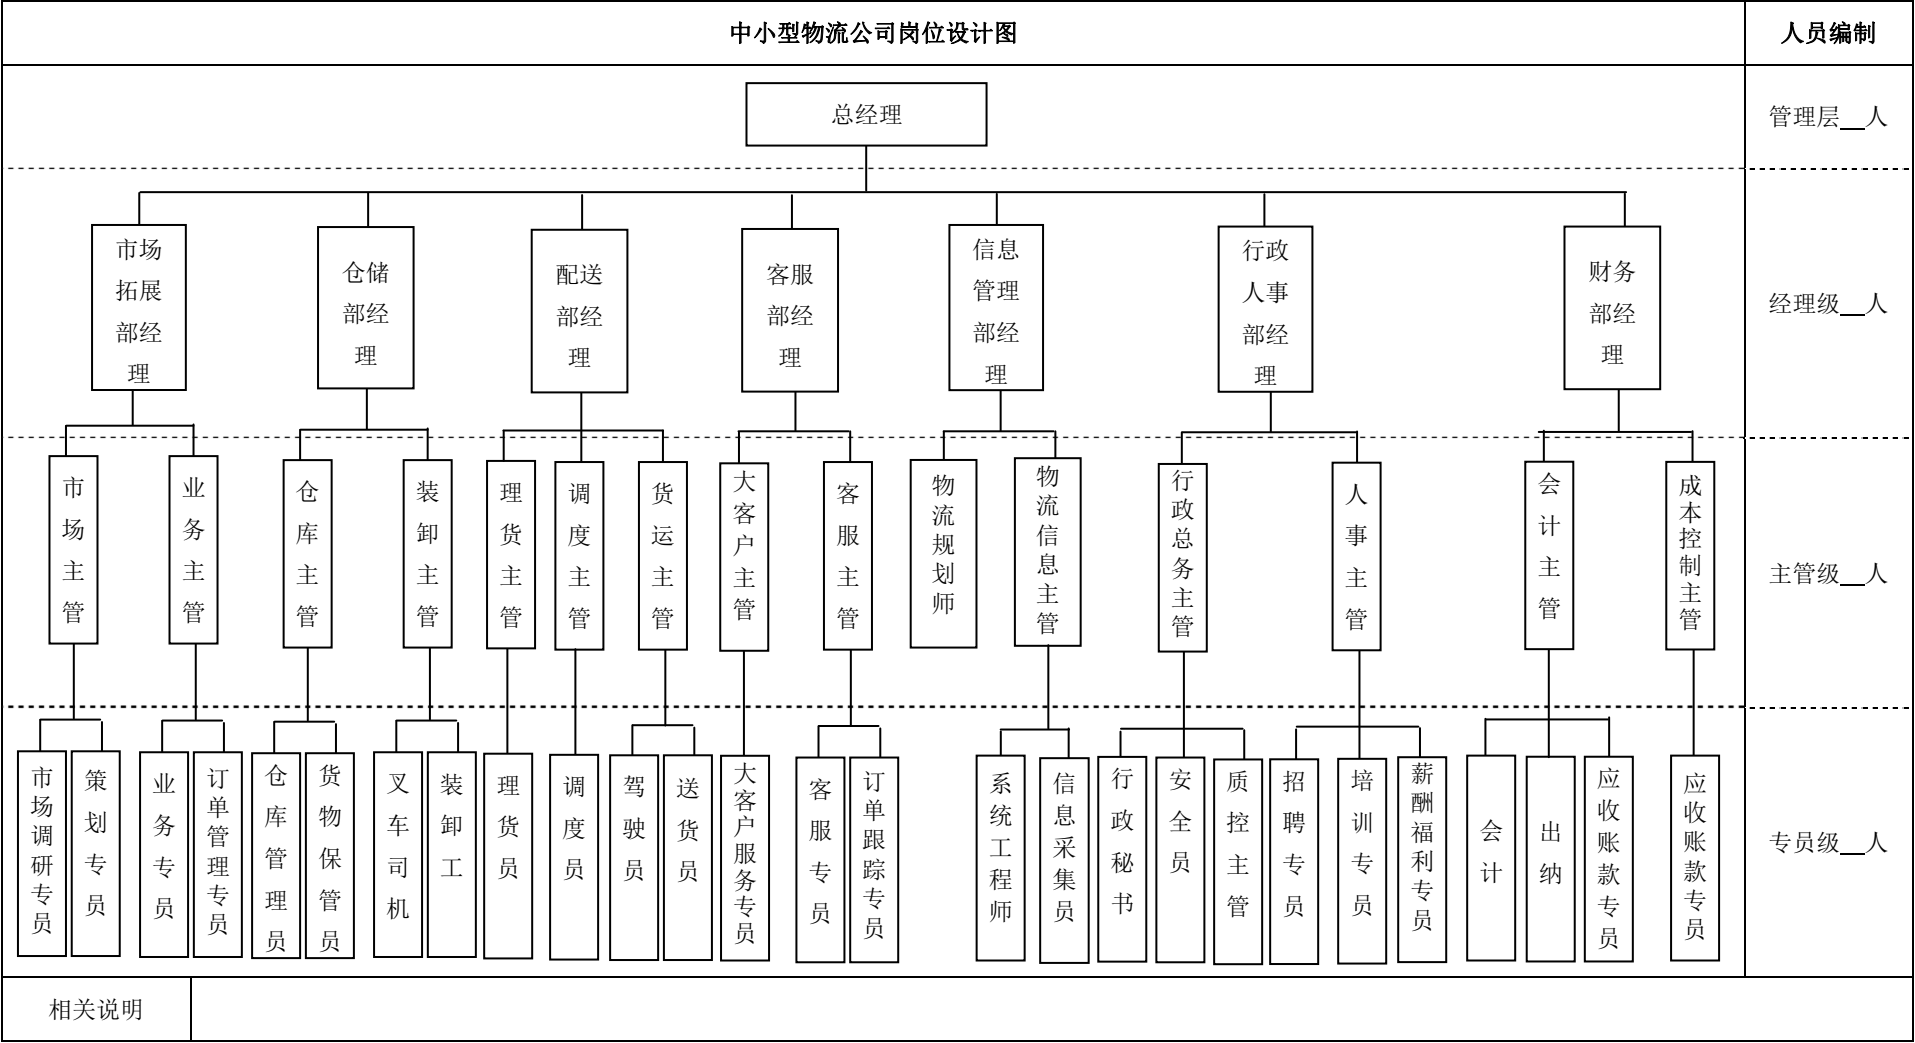 中小型物流公司岗位设计图
人员编制
总经理
管理层__人
市场
拓展
部经
理
仓储
部经
理
配送
部经
理
客服
部经
理
信息
管理
部经
理
行政
人事
部经
理
财务
部经
理
经理级__人
市场主管
业务主管
仓库主管
装卸主管
理货主管
调度主管
货运主管
大客户主管
客服主管
物流规划师
物流信息主管
行政总务主管
人事主管
会计主管
成本控制主管
主管级__人
市场调研专员
策划专员
业务专员
订单管理专员
仓库管理员
货物保管员
叉车司机
装卸工
理货员
调度员
驾驶员
送货员
大客户服务专员
客服专员
订单跟踪专员
系统工程师
信息采集员
行政秘书
安全员
质控主管
招聘专员
培训专员
薪酬福利专员
会计
出纳
应收账款专员
应收账款专员
专员级__人
相关说明